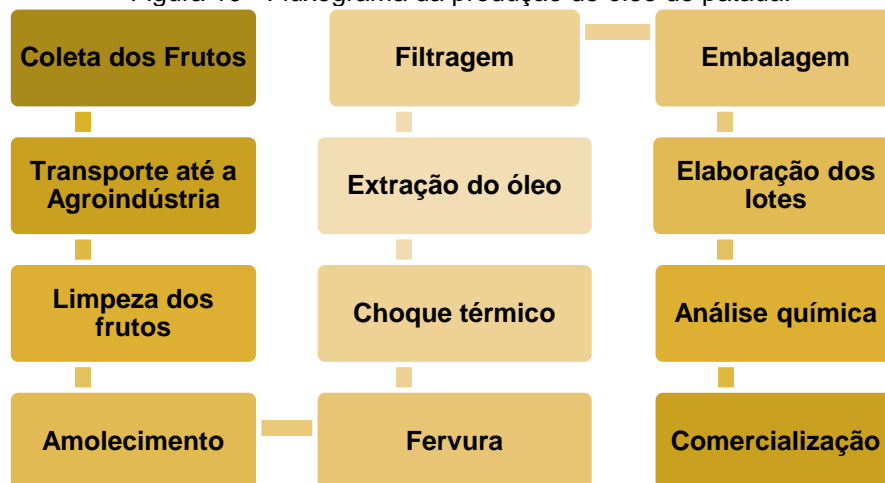 Coleta dos Frutos
Transporte até a
Agroindústria
Limpeza dos
frutos
Amolecimento
Fervura
Choque térmico
Extração do óleo
Filtragem
Embalagem
Elaboração dos
lotes
Análise química
Comercialização